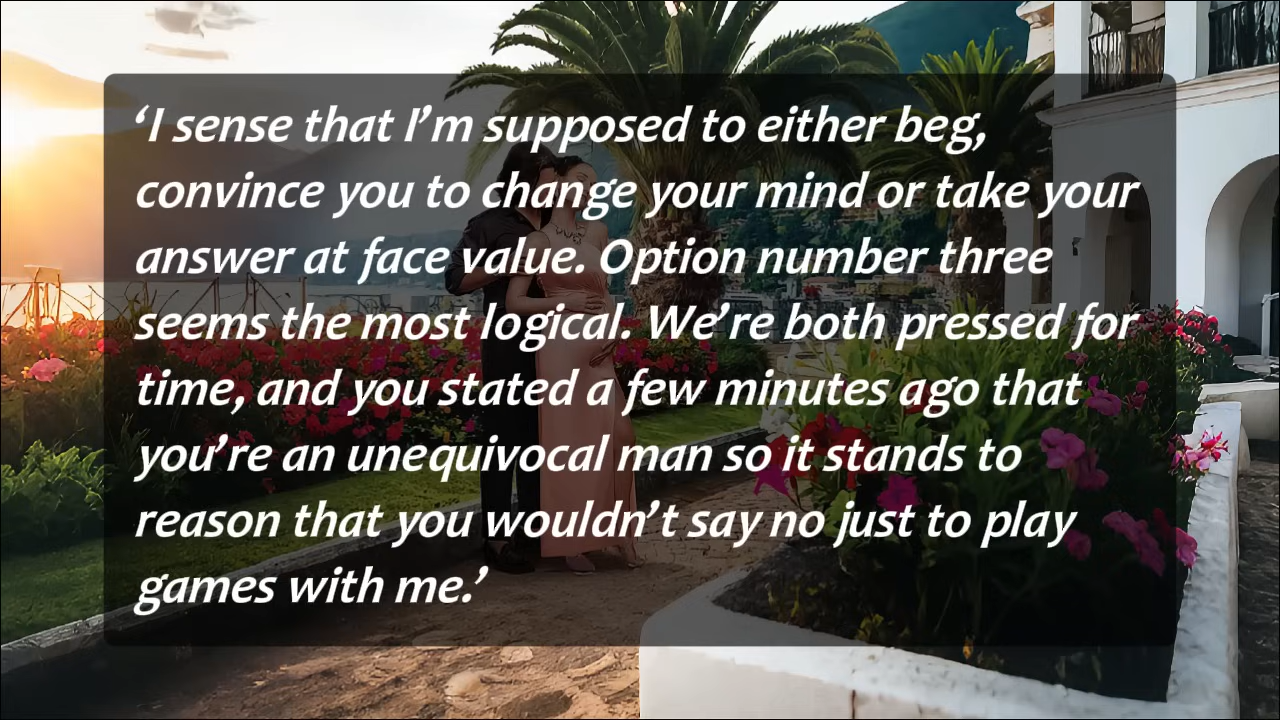 ‘I sense that I’m supposed to either beg,
convince you to change your mind or take your
answer at face value. Option number three
seems the most logical. We’re both pressed for
time, and you stated a few minutes ago that
you’re an unequivocal man so it stands to
reason that you wouldn’t say no just to play
games with me.’